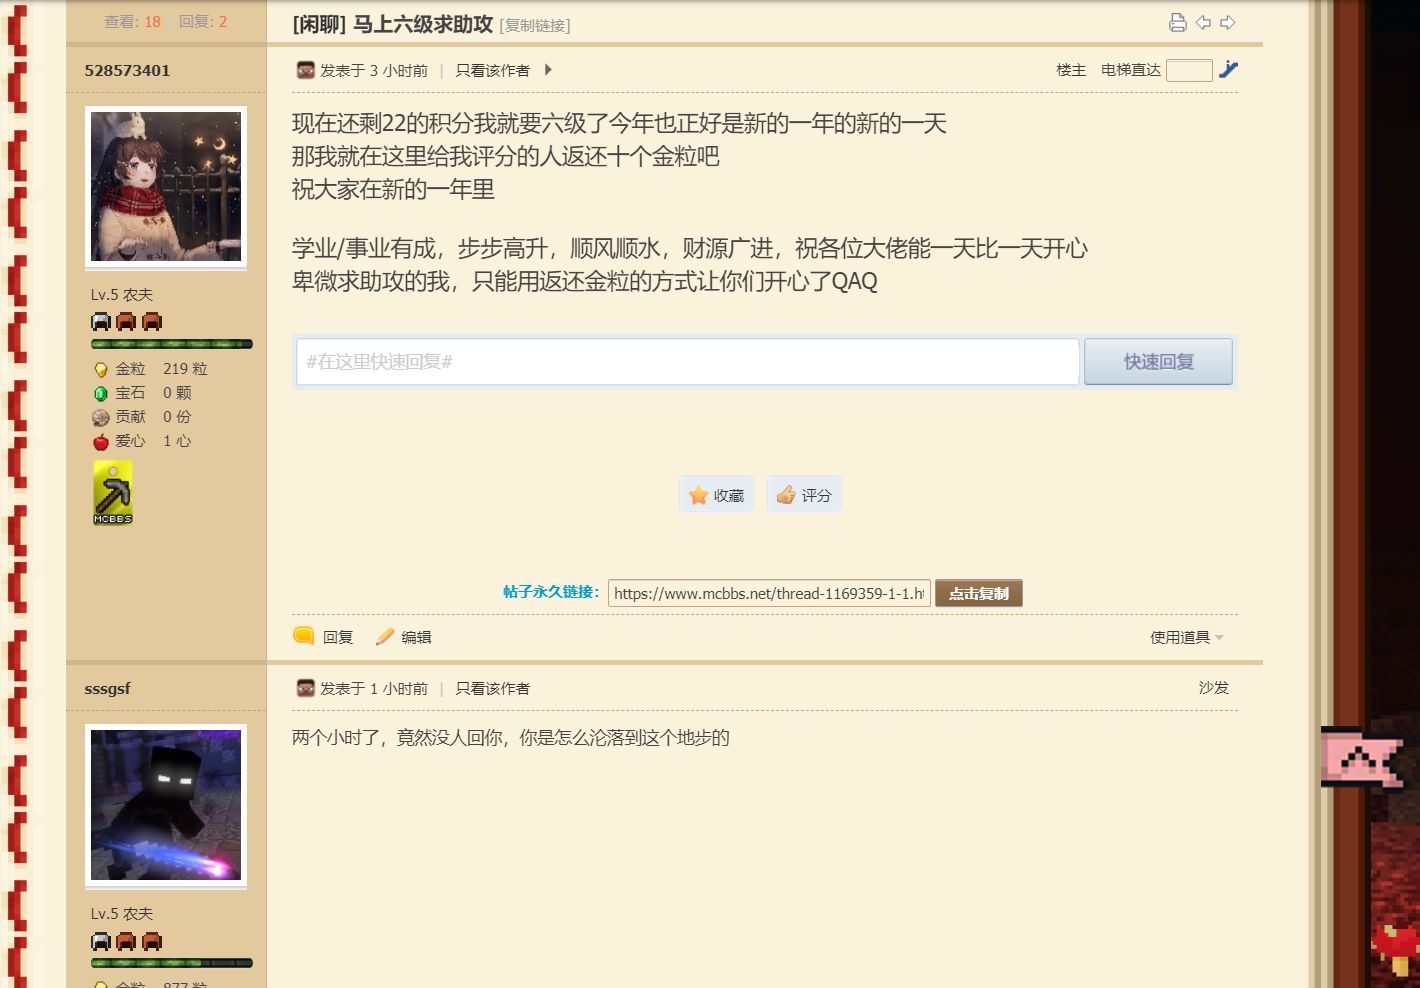 查看: 18 回复: 2
[闲聊] 马上六级求助攻 [复制链接]
528573401
发表于 3 小时前 | 只看该作者
楼主 电梯直达
现在还剩22的积分我就要六级了今年也正好是新的一年的新的一天
那我就在这里给我评分的人返还十个金粒吧
祝大家在新的一年里
学业/事业有成，步步高升，顺风顺水，财源广进，祝各位大佬能一天比一天开心
卑微求助攻的我，只能用返还金粒的方式让你们开心了QAQ
Lv.5 农夫
金粒 219 粒
宝石 0 颗
贡献 0 份
爱心 1 心
MCBBS
#在这里快速回复#
快速回复
收藏
评分
帖子永久链接: https://www.mcbbs.net/thread-1169359-1-1.h 点击复制
回复 编辑
使用道具
sssgsf
发表于 1 小时前 | 只看该作者
沙发
两个小时了，竟然没人回你，你是怎么沦落到这个地步的
Lv.5 农夫
金粒 877 粒